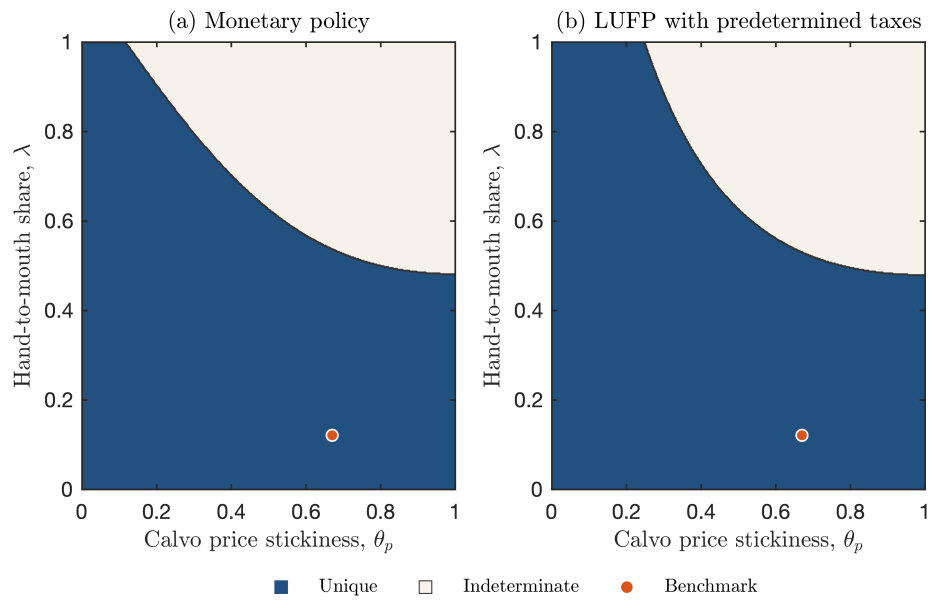 (a) Monetary policy
1
0.8
0.6
0.4
0.2
0
Hand-to-mouth share, λ
0 0.2 0.4 0.6 0.8 1
Calvo price stickiness, θp
(b) LUFP with predetermined taxes
1
0.8
0.6
0.4
0.2
0
Hand-to-mouth share, λ
0 0.2 0.4 0.6 0.8 1
Calvo price stickiness, θp
Unique Indeterminate Benchmark